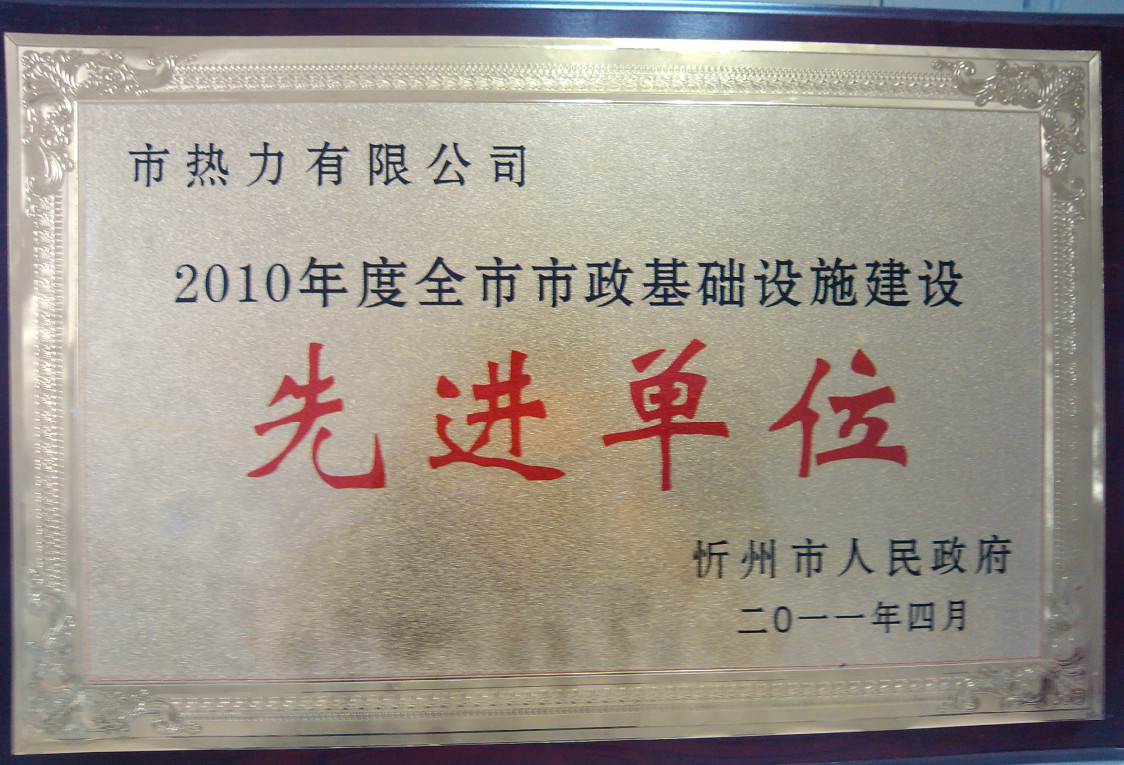 市热力有限公司
2010年度全市市政基础设施建设
先进单位
忻州市人民政府
二0一一年四月